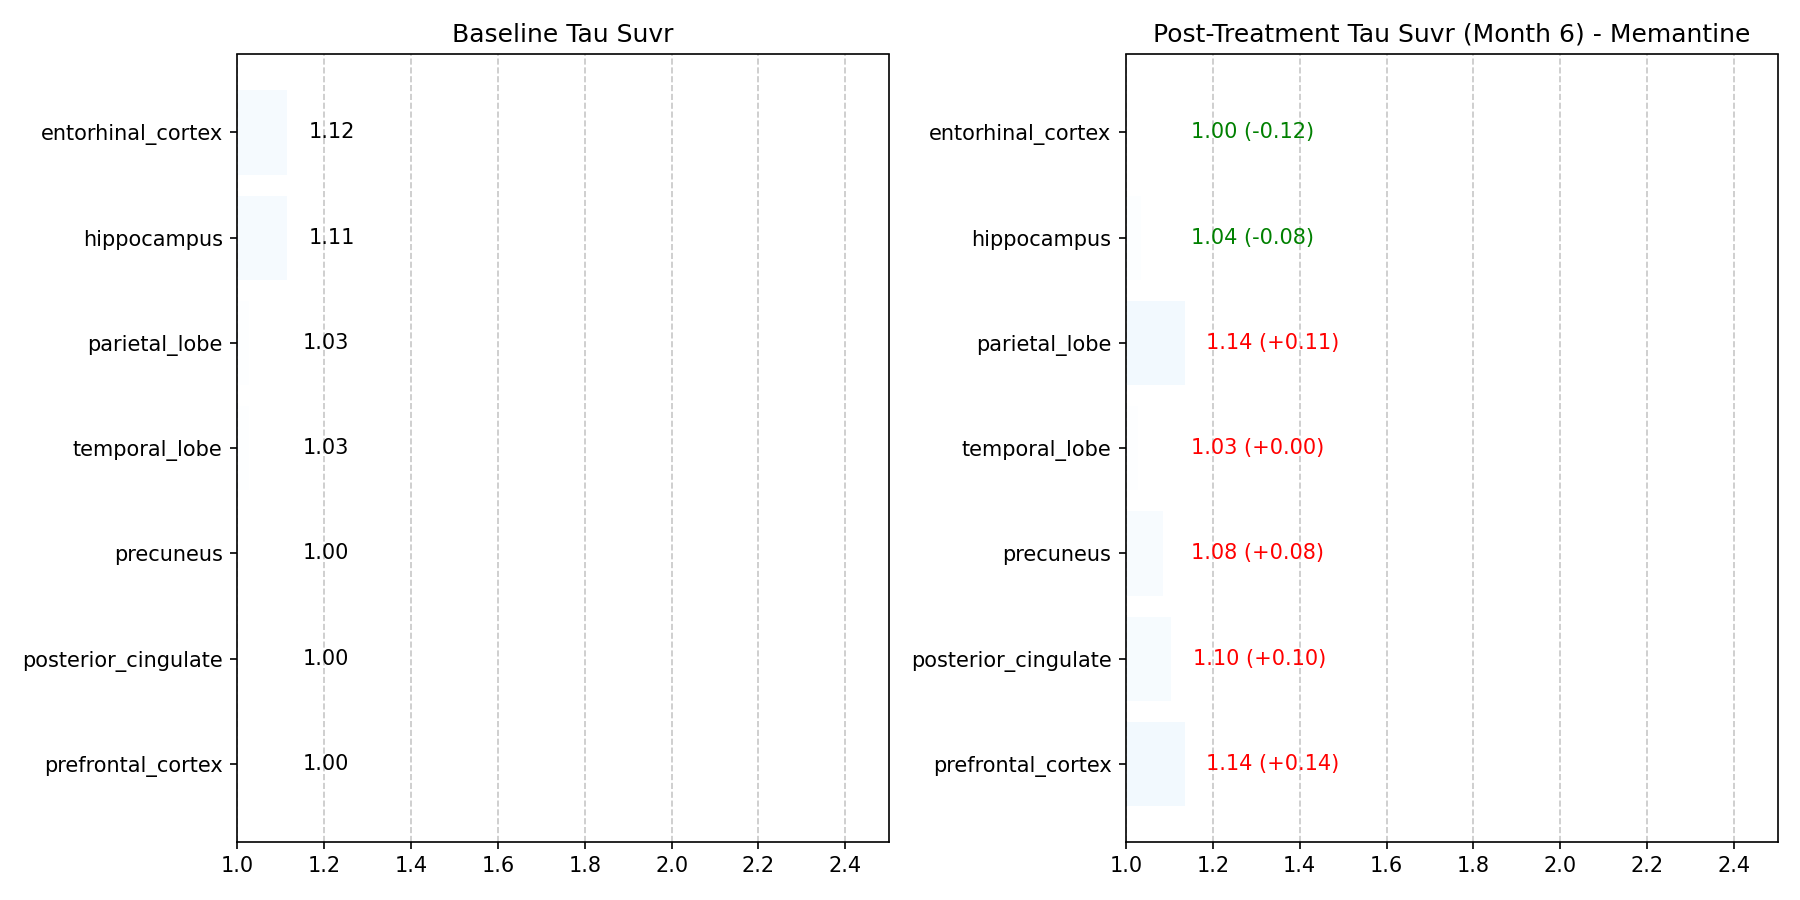 Baseline Tau Suvr
entorhinal_cortex 1.12
hippocampus 1.11
parietal_lobe 1.03
temporal_lobe 1.03
precuneus 1.00
posterior_cingulate 1.00
prefrontal_cortex 1.00
1.0 1.2 1.4 1.6 1.8 2.0 2.2 2.4
Post-Treatment Tau Suvr (Month 6) - Memantine
entorhinal_cortex 1.00 (-0.12)
hippocampus 1.04 (-0.08)
parietal_lobe 1.14 (+0.11)
temporal_lobe 1.03 (+0.00)
precuneus 1.08 (+0.08)
posterior_cingulate 1.10 (+0.10)
prefrontal_cortex 1.14 (+0.14)
1.0 1.2 1.4 1.6 1.8 2.0 2.2 2.4